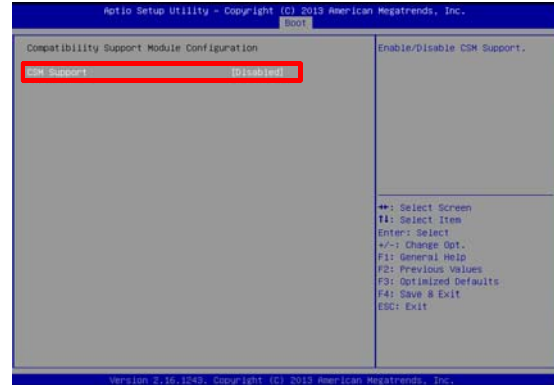 Aptio Setup Utility – Copyright (C) 2013 American Megatrends, Inc.
Boot
Compatibility Support Module Configuration
CSM Support [Disabled]
Enable/Disable CSM Support.
↔: Select Screen
↑↓: Select Item
Enter: Select
+/-: Change Opt.
F1: General Help
F2: Previous Values
F3: Optimized Defaults
F4: Save & Exit
ESC: Exit
Version 2.16.1243. Copyright (C) 2013 American Megatrends, Inc.